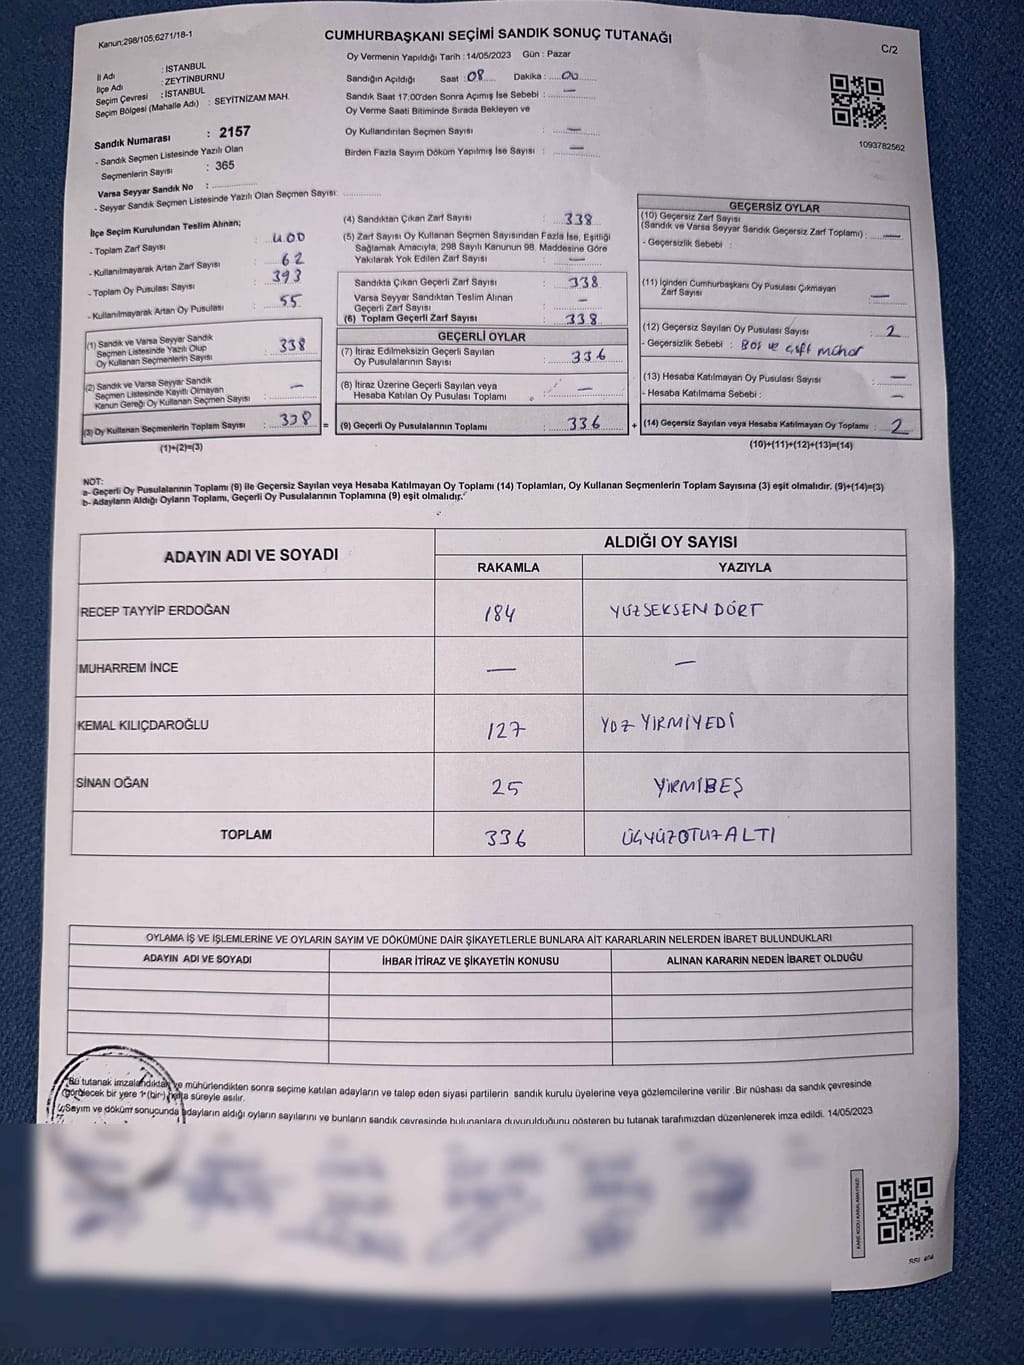 Kanun:298/105,6271/18-1
CUMHURBAŞKANI SEÇİMİ SANDIK SONUÇ TUTANAĞI
C/2
İl Adı : İSTANBUL
İlçe Adı : ZEYTİNBURNU
Seçim Çevresi : İSTANBUL
Seçim Bölgesi (Mahalle Adı) : SEYİTNİZAM MAH.
Sandık Numarası : 2157
- Sandık Seçmen Listesinde Yazılı Olan
Seçmenlerin Sayısı : 365
Varsa Seyyar Sandık No :
- Seyyar Sandık Seçmen Listesinde Yazılı Olan Seçmen Sayısı:
Oy Vermenin Yapıldığı Tarih : 14/05/2023 Gün : Pazar
Sandığın Açıldığı Saat : 08 Dakika : 00
Sandık Saat 17:00'den Sonra Açımış İse Sebebi : —
Oy Verme Saati Bitiminde Sırada Bekleyen ve
Oy Kullandırılan Seçmen Sayısı : —
Birden Fazla Sayım Döküm Yapılmış İse Sayısı : —
1093782562
İlçe Seçim Kurulundan Teslim Alınan;
- Toplam Zarf Sayısı : 400
- Kullanılmayarak Artan Zarf Sayısı : 62
- Toplam Oy Pusulası Sayısı : 393
- Kullanılmayarak Artan Oy Pusulası : 55
(1) Sandık ve Varsa Seyyar Sandık
Seçmen Listesinde Yazılı Olup
Oy Kullanan Seçmenlerin Sayısı : 338
(2) Sandık ve Varsa Seyyar Sandık
Seçmen Listesinde Kayıtlı Olmayan
Kanun Gereği Oy Kullanan Seçmen Sayısı : —
(3) Oy Kullanan Seçmenlerin Toplam Sayısı : 338 =
(1)+(2)=(3)
(4) Sandıktan Çıkan Zarf Sayısı : 338
(5) Zarf Sayısı Oy Kullanan Seçmen Sayısından Fazla İse, Eşitliği
Sağlamak Amacıyla, 298 Sayılı Kanunun 98. Maddesine Göre
Yakılarak Yok Edilen Zarf Sayısı : —
Sandıkta Çıkan Geçerli Zarf Sayısı : 338
Varsa Seyyar Sandıktan Teslim Alınan
Geçerli Zarf Sayısı : —
(6) Toplam Geçerli Zarf Sayısı : 338
GEÇERLİ OYLAR
(7) İtiraz Edilmeksizin Geçerli Sayılan
Oy Pusulalarının Sayısı : 336
(8) İtiraz Üzerine Geçerli Sayılan veya
Hesaba Katılan Oy Pusulası Toplamı : —
(9) Geçerli Oy Pusulalarının Toplamı : 336 +
GEÇERSİZ OYLAR
(10) Geçersiz Zarf Sayısı
(Sandık ve Varsa Seyyar Sandık Geçersiz Zarf Toplamı) : —
- Geçersizlik Sebebi :
(11) İçinden Cumhurbaşkanı Oy Pusulası Çıkmayan
Zarf Sayısı : —
(12) Geçersiz Sayılan Oy Pusulası Sayısı : 2
- Geçersizlik Sebebi : Boş ve çift mühür
(13) Hesaba Katılmayan Oy Pusulası Sayısı : —
- Hesaba Katılmama Sebebi : —
(14) Geçersiz Sayılan veya Hesaba Katılmayan Oy Toplamı : 2
(10)+(11)+(12)+(13)=(14)
NOT:
a- Geçerli Oy Pusulalarının Toplamı (9) ile Geçersiz Sayılan veya Hesaba Katılmayan Oy Toplamı (14) Toplamları, Oy Kullanan Seçmenlerin Toplam Sayısına (3) eşit olmalıdır. (9)+(14)=(3)
b- Adayların Aldığı Oyların Toplamı, Geçerli Oy Pusulalarının Toplamına (9) eşit olmalıdır.
ADAYIN ADI VE SOYADI
ALDIĞI OY SAYISI
RAKAMLA YAZIYLA
RECEP TAYYİP ERDOĞAN 184 YÜZSEKSENDÖRT
MUHARREM İNCE — —
KEMAL KILIÇDAROĞLU 127 YÜZ YİRMİYEDİ
SİNAN OĞAN 25 YİRMİBEŞ
TOPLAM 336 ÜÇYÜZOTUZALTI
OYLAMA İŞ VE İŞLEMLERİNE VE OYLARIN SAYIM VE DÖKÜMÜNE DAİR ŞİKAYETLERLE BUNLARA AİT KARARLARIN NELERDEN İBARET BULUNDUKLARI
ADAYIN ADI VE SOYADI İHBAR İTİRAZ VE ŞİKAYETİN KONUSU ALINAN KARARIN NEDEN İBARET OLDUĞU
Bu tutanak imzalandıktan ve mühürlendikten sonra seçime katılan adayların ve talep eden siyasi partilerin sandık kurulu üyelerine veya gözlemcilerine verilir .Bir nüshası da sandık çevresinde
görülecek bir yere 1 (bir) hafta süreyle asılır.
Sayım ve döküm sonucunda adayların aldığı oyların sayılarını ve bunların sandık çevresinde bulunanlara duyurulduğunu gösteren bu tutanak tarafımızdan düzenlenerek imza edildi. 14/05/2023